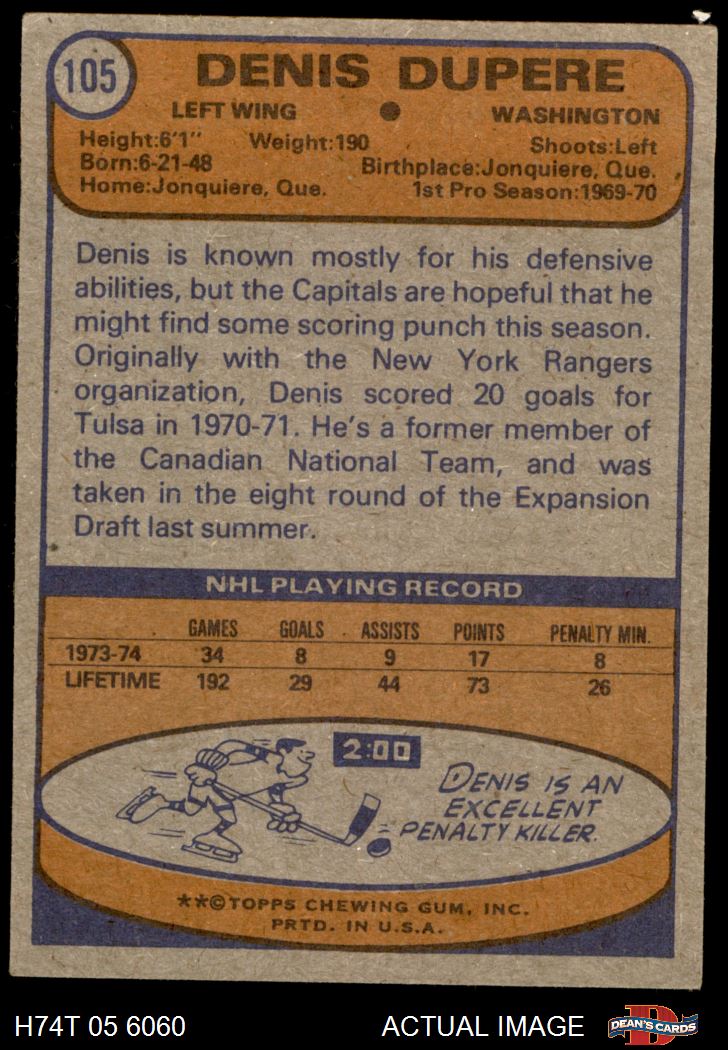 105
DENIS DUPERE
LEFT WING ● WASHINGTON
Height:6'1" Weight:190 Shoots:Left
Born:6-21-48 Birthplace:Jonquiere, Que.
Home:Jonquiere, Que. 1st Pro Season:1969-70
Denis is known mostly for his defensive
abilities, but the Capitals are hopeful that he
might find some scoring punch this season.
Originally with the New York Rangers
organization, Denis scored 20 goals for
Tulsa in 1970-71. He's a former member of
the Canadian National Team, and was
taken in the eight round of the Expansion
Draft last summer.
NHL PLAYING RECORD
GAMES GOALS ASSISTS POINTS PENALTY MIN.
1973-74 34 8 9 17 8
LIFETIME 192 29 44 73 26
2:00
DENIS IS AN
EXCELLENT
PENALTY KILLER.
**©TOPPS CHEWING GUM, INC.
PRTD. IN U.S.A.
H74T 05 6060 ACTUAL IMAGE D DEAN'S CARDS